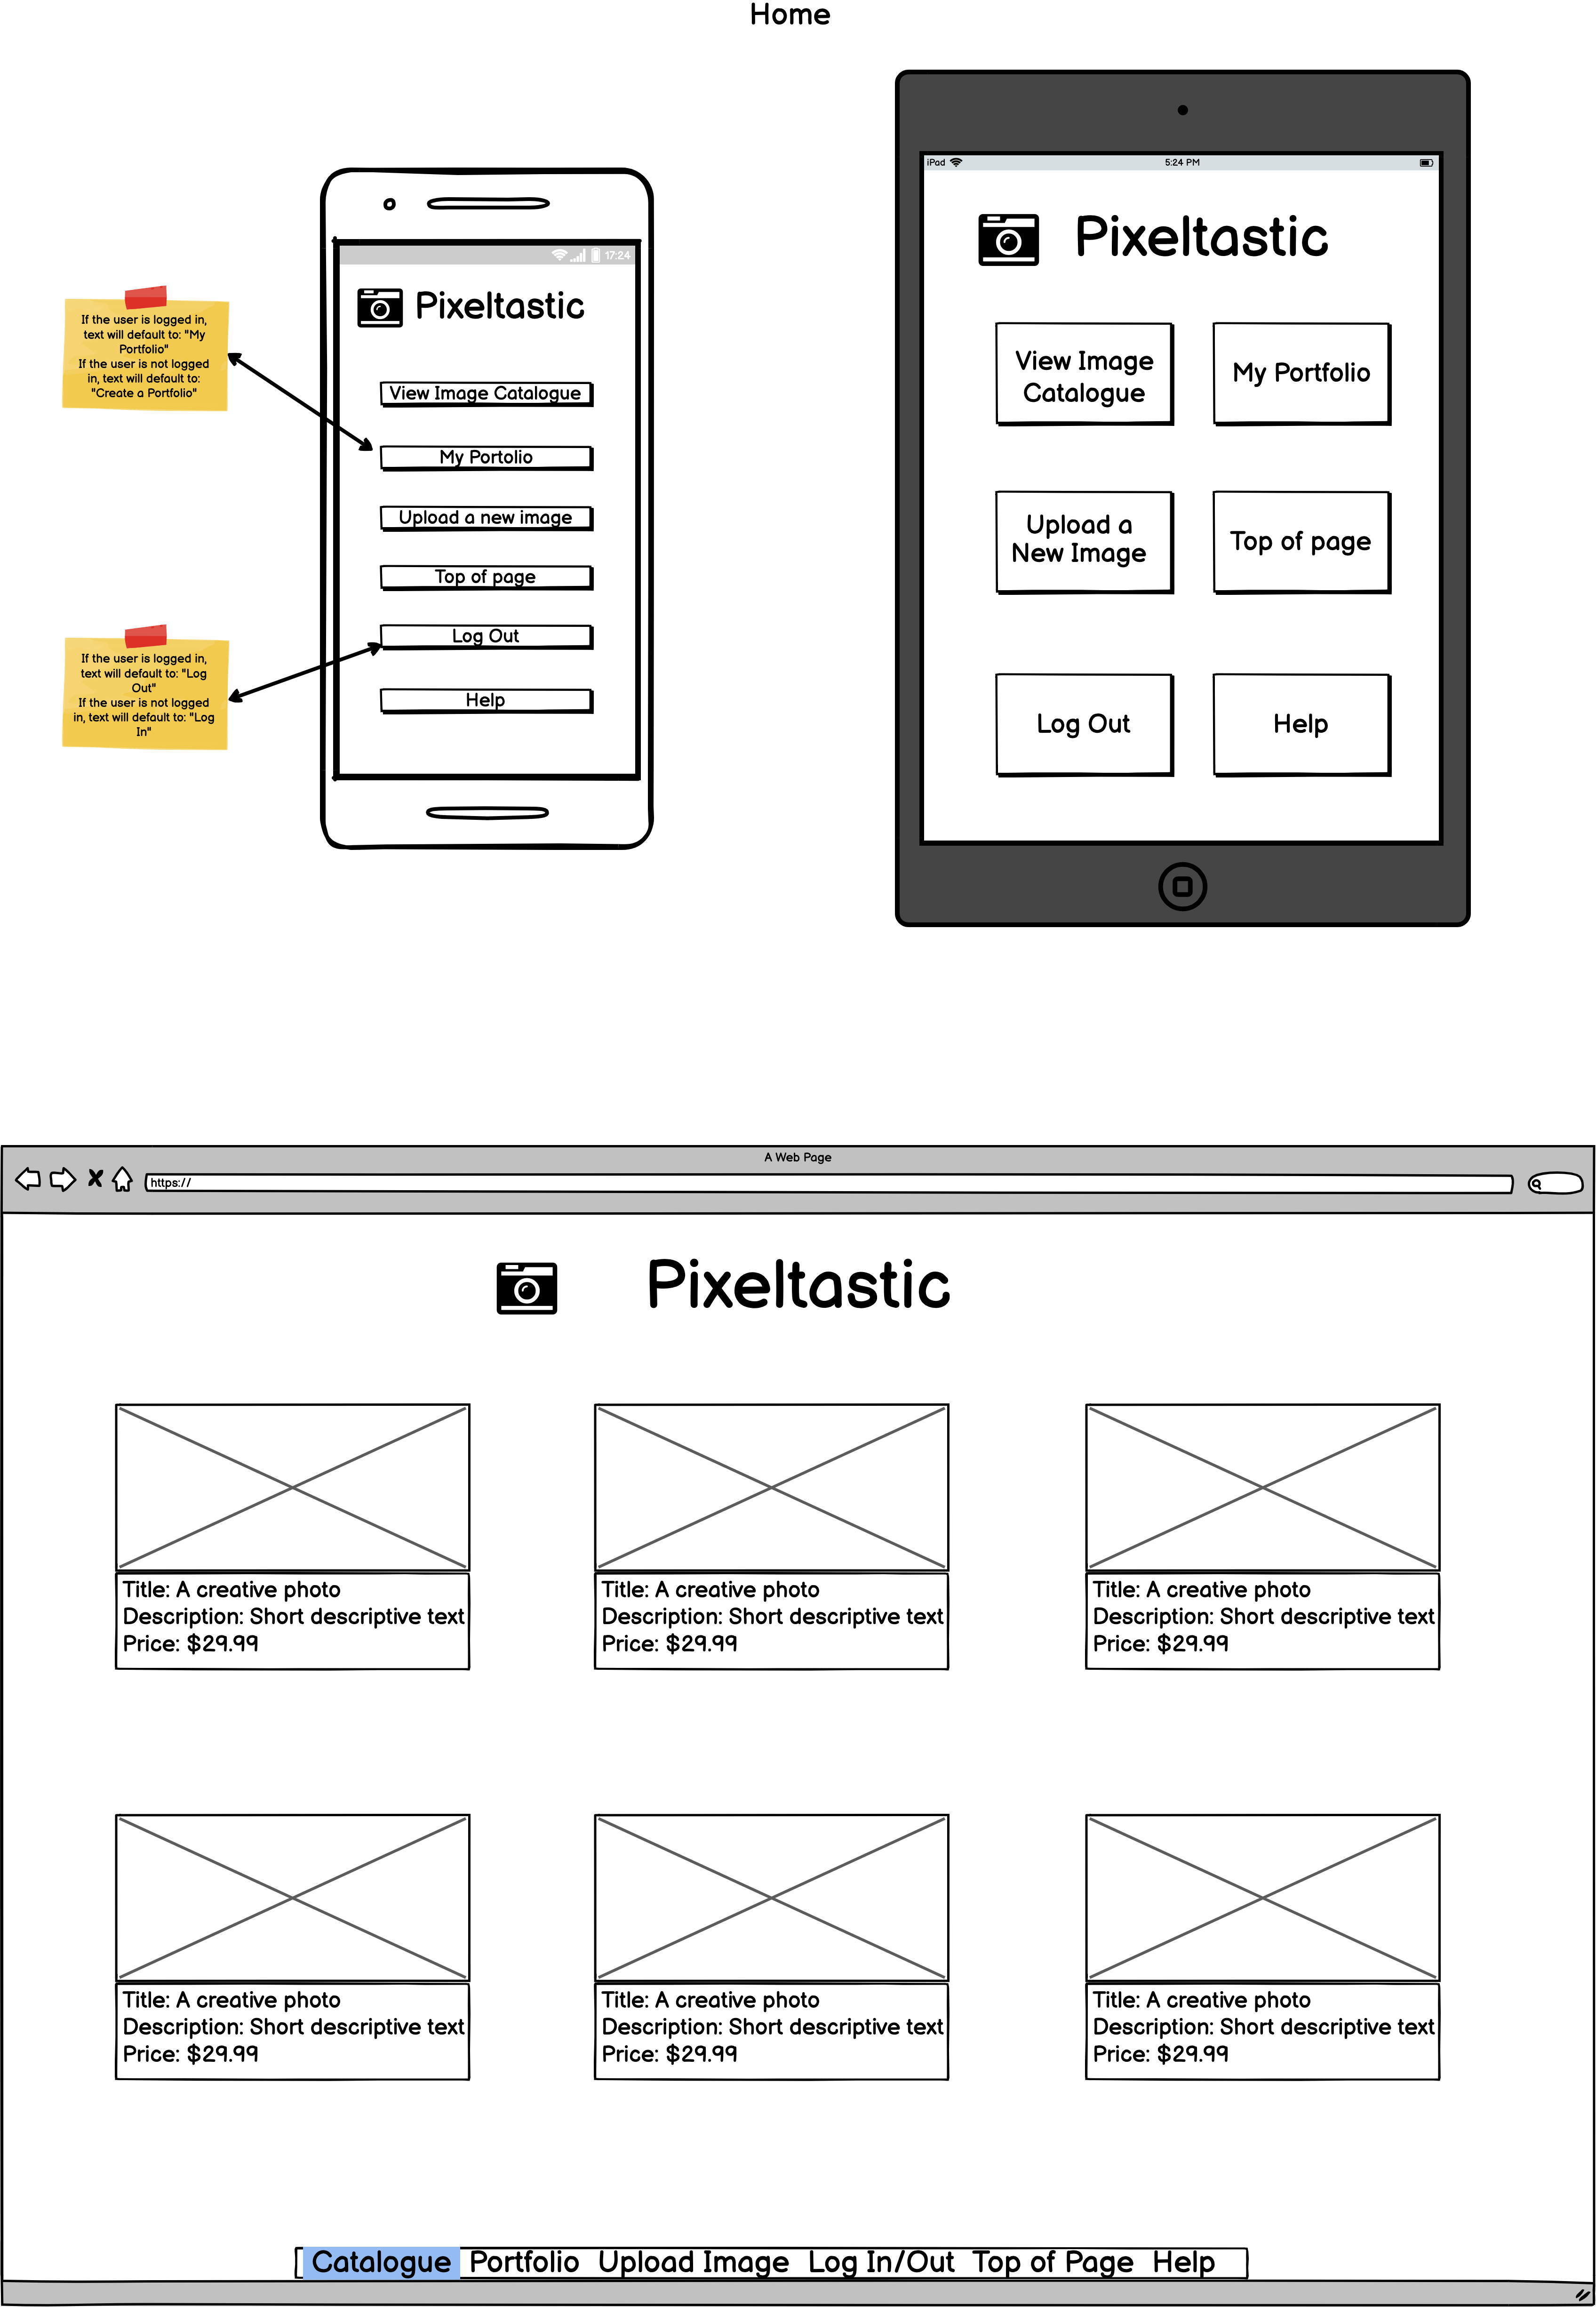 Home
17:24
Pixeltastic
If the user is logged in,
text will default to: "My
Portfolio"
If the user is not logged
in, text will default to:
"Create a Portfolio"
View Image Catalogue
My Portolio
Upload a new image
Top of page
Log Out
Help
If the user is logged in,
text will default to: "Log
Out"
If the user is not logged
in, text will default to: "Log
In"
iPad
5:24 PM
Pixeltastic
View Image
Catalogue
My Portfolio
Upload a
New Image
Top of page
Log Out
Help
A Web Page
https://
Pixeltastic
Title: A creative photo
Description: Short descriptive text
Price: $29.99
Title: A creative photo
Description: Short descriptive text
Price: $29.99
Title: A creative photo
Description: Short descriptive text
Price: $29.99
Title: A creative photo
Description: Short descriptive text
Price: $29.99
Title: A creative photo
Description: Short descriptive text
Price: $29.99
Title: A creative photo
Description: Short descriptive text
Price: $29.99
Catalogue Portfolio Upload Image Log In/Out Top of Page Help